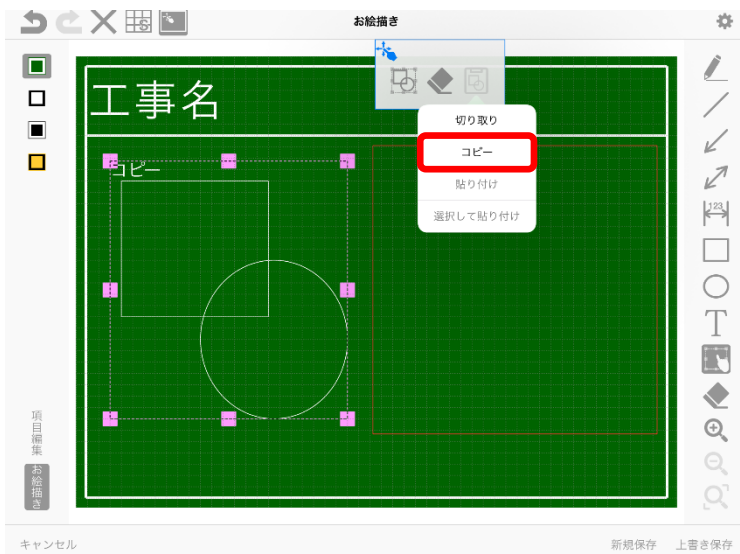 お絵描き
工事名
切り取り
コピー
貼り付け
選択して貼り付け
コピー
123
T
項目編集
お絵描き
キャンセル
新規保存
上書き保存